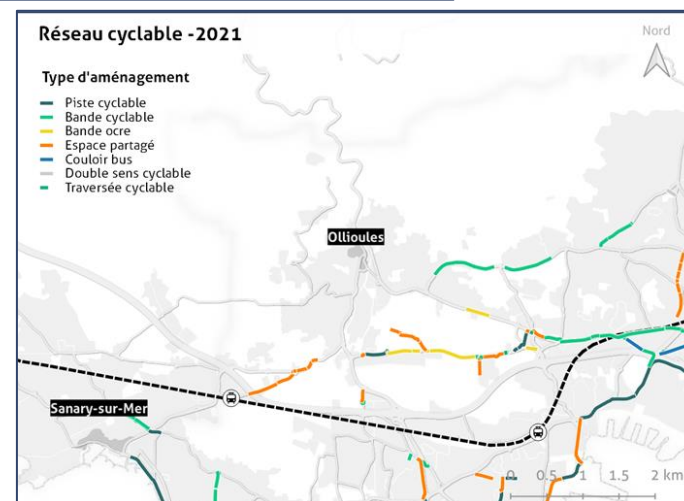 Réseau cyclable -2021
Nord
Type d'aménagement
Piste cyclable
Bande cyclable
Bande ocre
Espace partagé
Couloir bus
Double sens cyclable
Traversée cyclable
Ollioules
Sanary-sur-Mer
0 0.5 1 1.5 2 km